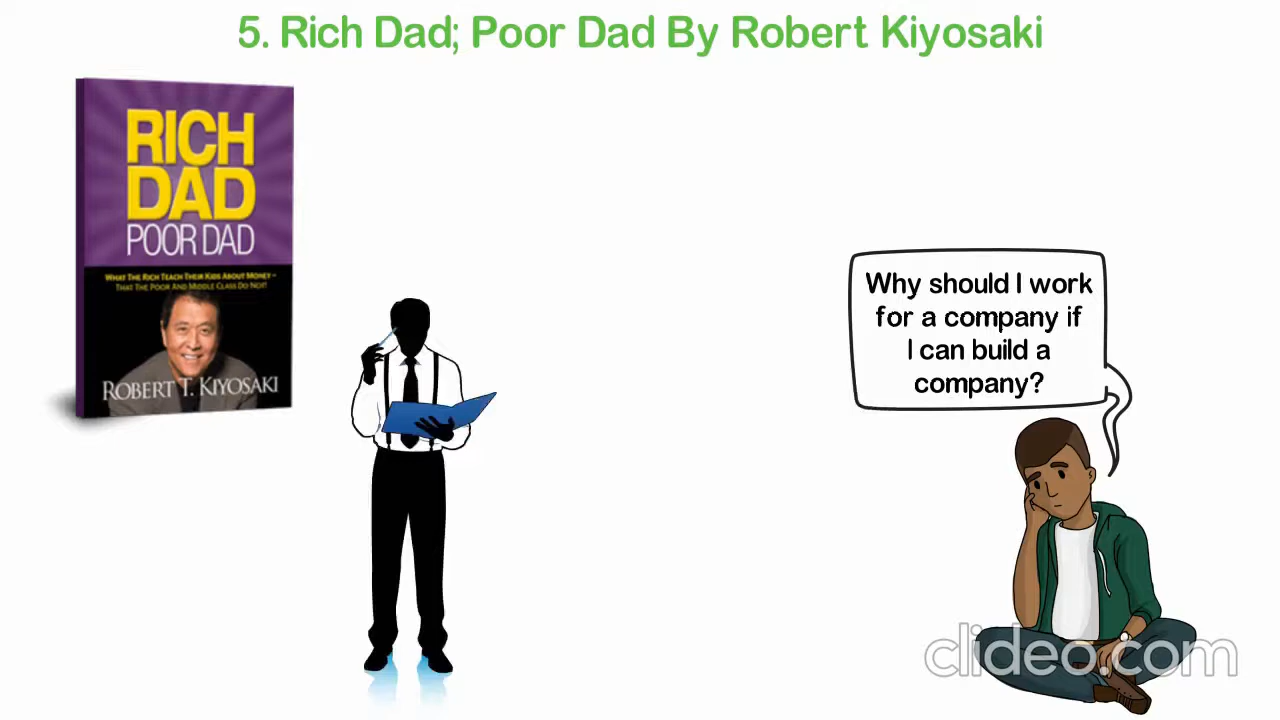 5. Rich Dad; Poor Dad By Robert Kiyosaki
RICH
DAD
POOR DAD
WHAT THE RICH TEACH THEIR KIDS ABOUT MONEY –
THAT THE POOR AND MIDDLE CLASS DO NOT!
ROBERT T. KIYOSAKI
Why should I work
for a company if
I can build a
company?
clideo.com